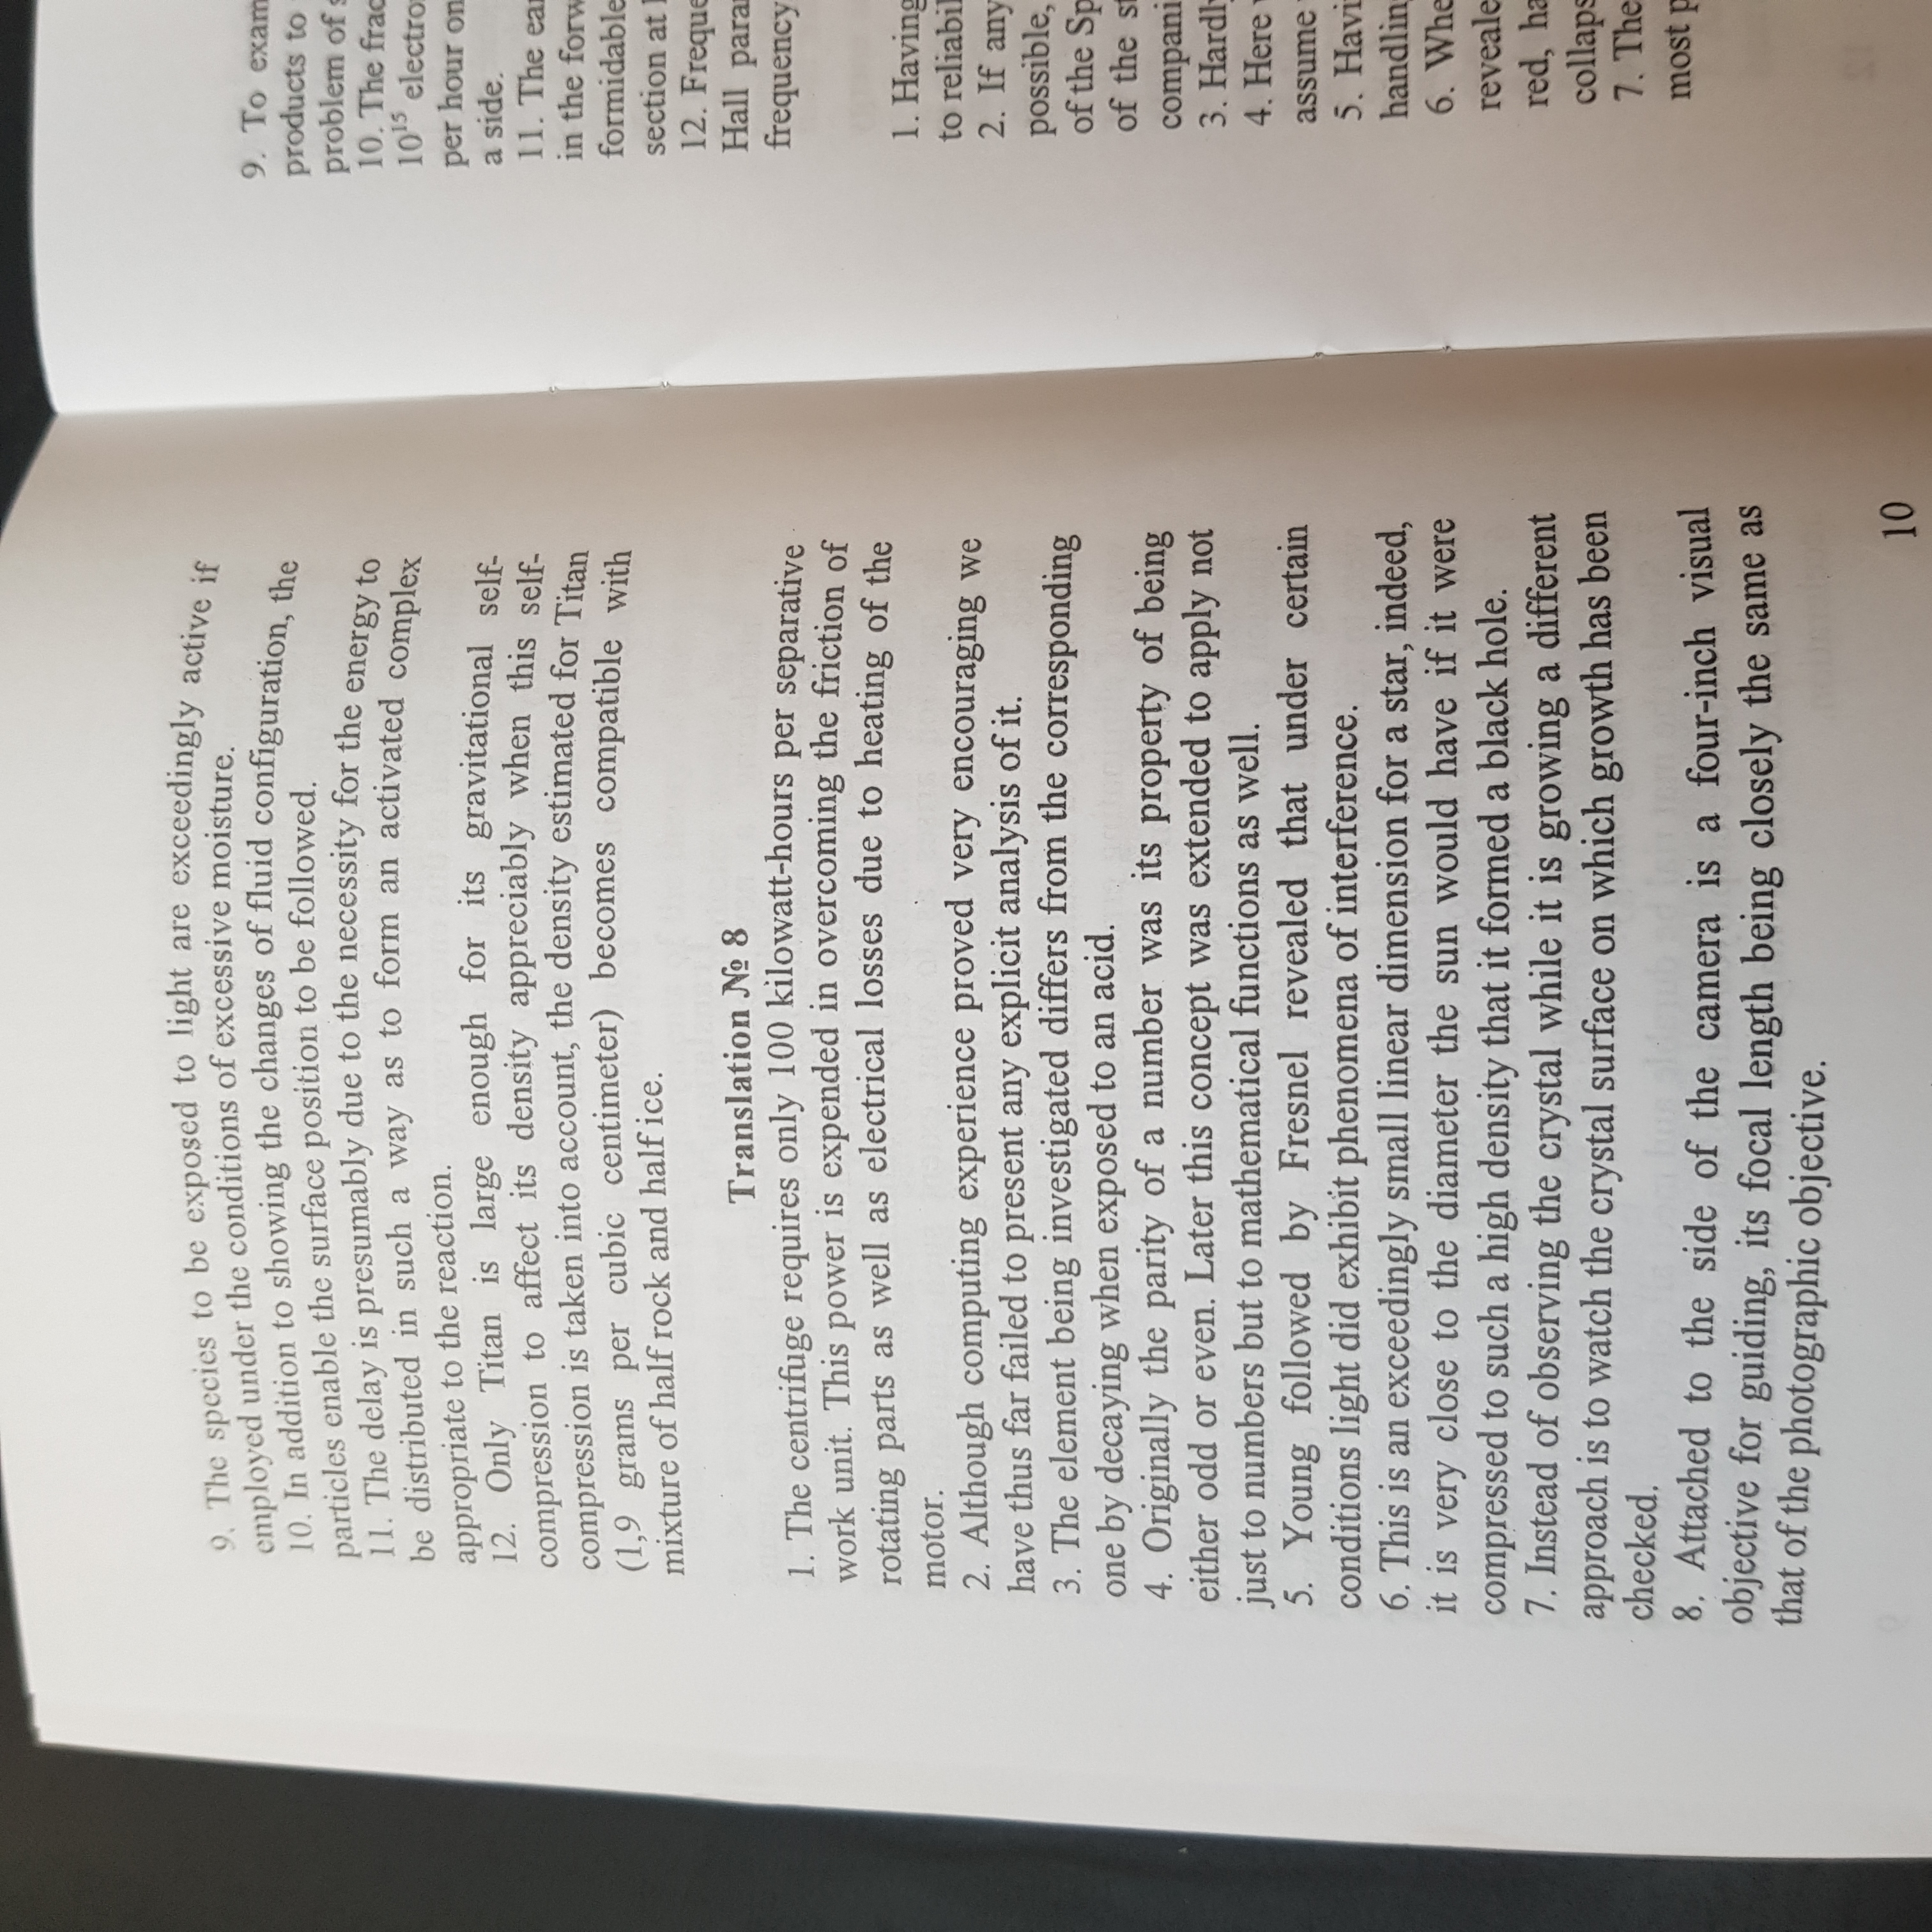 9. The species to be exposed to light are exceedingly active if
employed under the conditions of excessive moisture.
10. In addition to showing the changes of fluid configuration, the
particles enable the surface position to be followed.
11. The delay is presumably due to the necessity for the energy to
be distributed in such a way as to form an activated complex
appropriate to the reaction.
12. Only Titan is large enough for its gravitational self-
compression to affect its density appreciably when this self-
compression is taken into account, the density estimated for Titan
(1,9 grams per cubic centimeter) becomes compatible with
mixture of half rock and half ice.
Translation № 8
1. The centrifuge requires only 100 kilowatt-hours per separative
work unit. This power is expended in overcoming the friction of
rotating parts as well as electrical losses due to heating of the
motor.
2. Although computing experience proved very encouraging we
have thus far failed to present any explicit analysis of it.
3. The element being investigated differs from the corresponding
one by decaying when exposed to an acid.
4. Originally the parity of a number was its property of being
either odd or even. Later this concept was extended to apply not
just to numbers but to mathematical functions as well.
5. Young followed by Fresnel revealed that under certain
conditions light did exhibit phenomena of interference.
6. This is an exceedingly small linear dimension for a star, indeed,
it is very close to the diameter the sun would have if it were
compressed to such a high density that it formed a black hole.
7. Instead of observing the crystal while it is growing a different
approach is to watch the crystal surface on which growth has been
checked.
8. Attached to the side of the camera is a four-inch visual
objective for guiding, its focal length being closely the same as
that of the photographic objective.
10
9. To
products to
problem of
10. The
10¹⁵
per hour on
a side.
11. The
in the
formidable
section at
12.
Hall
frequency
1. Having
to
2. If any
possible,
of the
of the
3.
4. Here
assume
5.
6.
red,
7. The
most